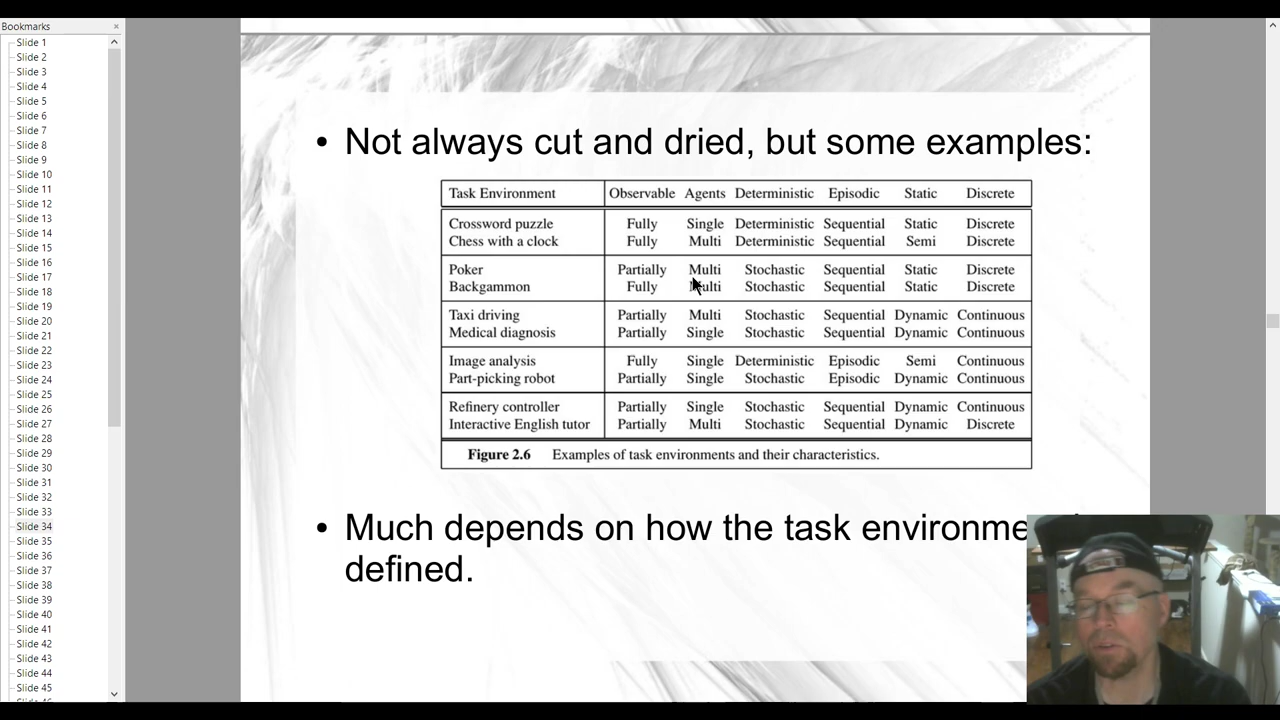 Bookmarks
Slide 1
Slide 2
Slide 3
Slide 4
Slide 5
Slide 6
Slide 7
Slide 8
Slide 9
Slide 10
Slide 11
Slide 12
Slide 13
Slide 14
Slide 15
Slide 16
Slide 17
Slide 18
Slide 19
Slide 20
Slide 21
Slide 22
Slide 23
Slide 24
Slide 25
Slide 26
Slide 27
Slide 28
Slide 29
Slide 30
Slide 31
Slide 32
Slide 33
Slide 34
Slide 35
Slide 36
Slide 37
Slide 38
Slide 39
Slide 40
Slide 41
Slide 42
Slide 43
Slide 44
Slide 45
• Not always cut and dried, but some examples:
Task Environment Observable Agents Deterministic Episodic Static Discrete
Crossword puzzle Fully Single Deterministic Sequential Static Discrete
Chess with a clock Fully Multi Deterministic Sequential Semi Discrete
Poker Partially Multi Stochastic Sequential Static Discrete
Backgammon Fully Multi Stochastic Sequential Static Discrete
Taxi driving Partially Multi Stochastic Sequential Dynamic Continuous
Medical diagnosis Partially Single Stochastic Sequential Dynamic Continuous
Image analysis Fully Single Deterministic Episodic Semi Continuous
Part-picking robot Partially Single Stochastic Episodic Dynamic Continuous
Refinery controller Partially Single Stochastic Sequential Dynamic Continuous
Interactive English tutor Partially Multi Stochastic Sequential Dynamic Discrete
Figure 2.6 Examples of task environments and their characteristics.
• Much depends on how the task environme
defined.